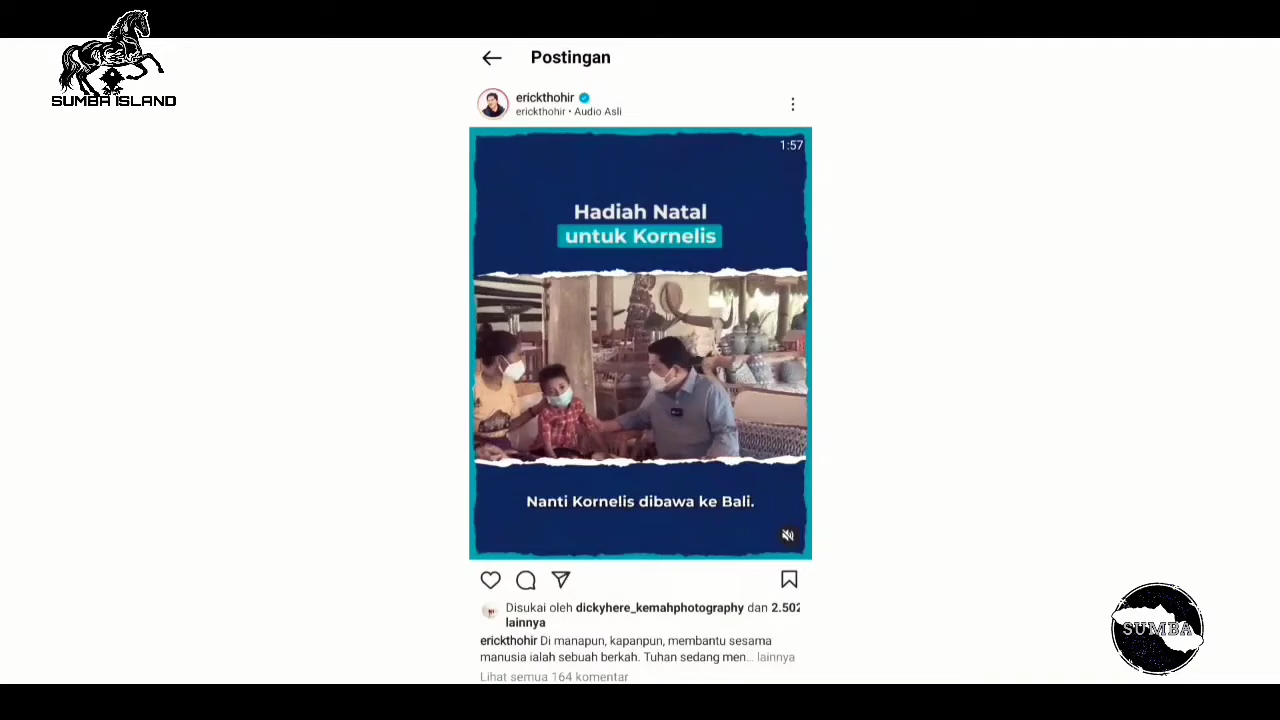 SUMBA ISLAND
Postingan
erickthohir
erickthohir • Audio Asli
1:57
Hadiah Natal
untuk Kornelis
Nanti Kornelis dibawa ke Bali.
Disukai oleh dickyhere_kemahphotography dan 2.502
lainnya
erickthohir Di manapun, kapanpun, membantu sesama
manusia ialah sebuah berkah. Tuhan sedang men... lainnya
Lihat semua 164 komentar
SUMBA